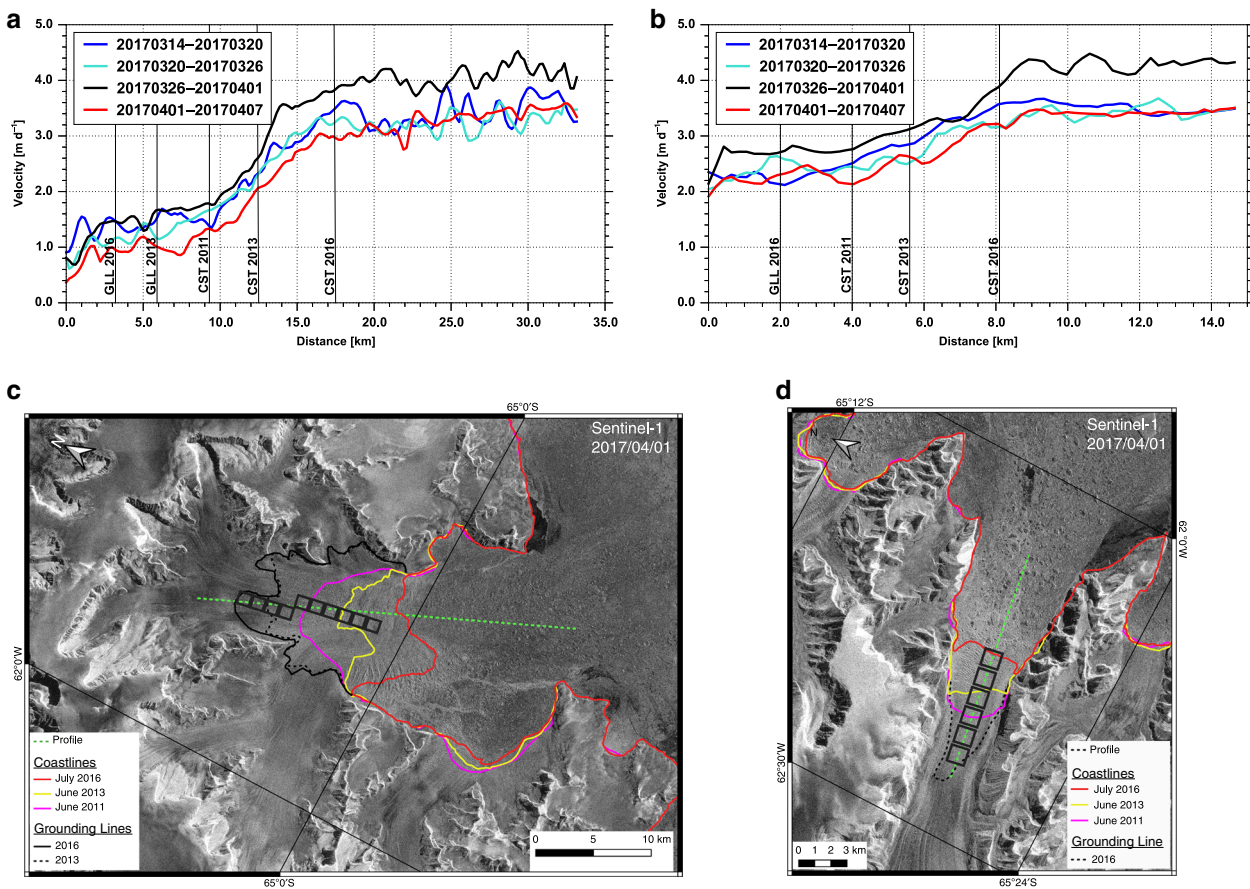 a
5.0
4.0
3.0
2.0
1.0
0.0
Velocity [m d⁻¹]
20170314–20170320
20170320–20170326
20170326–20170401
20170401–20170407
GLL 2016
GLL 2013
CST 2011
CST 2013
CST 2016
0.0 5.0 10.0 15.0 20.0 25.0 30.0 35.0
Distance [km]
b
5.0
4.0
3.0
2.0
1.0
0.0
Velocity [m d⁻¹]
20170314–20170320
20170320–20170326
20170326–20170401
20170401–20170407
GLL 2016
CST 2011
CST 2013
CST 2016
0.0 2.0 4.0 6.0 8.0 10.0 12.0 14.0
Distance [km]
c
65°0'S
Sentinel-1
2017/04/01
N
62°0'W
Profile
Coastlines
July 2016
June 2013
June 2011
Grounding Lines
2016
2013
0 5 10 km
65°0'S
d
65°12'S
Sentinel-1
2017/04/01
N
62°0'W
62°30'W
Profile
Coastlines
July 2016
June 2013
June 2011
Grounding Line
2016
0 1 2 3 km
65°24'S